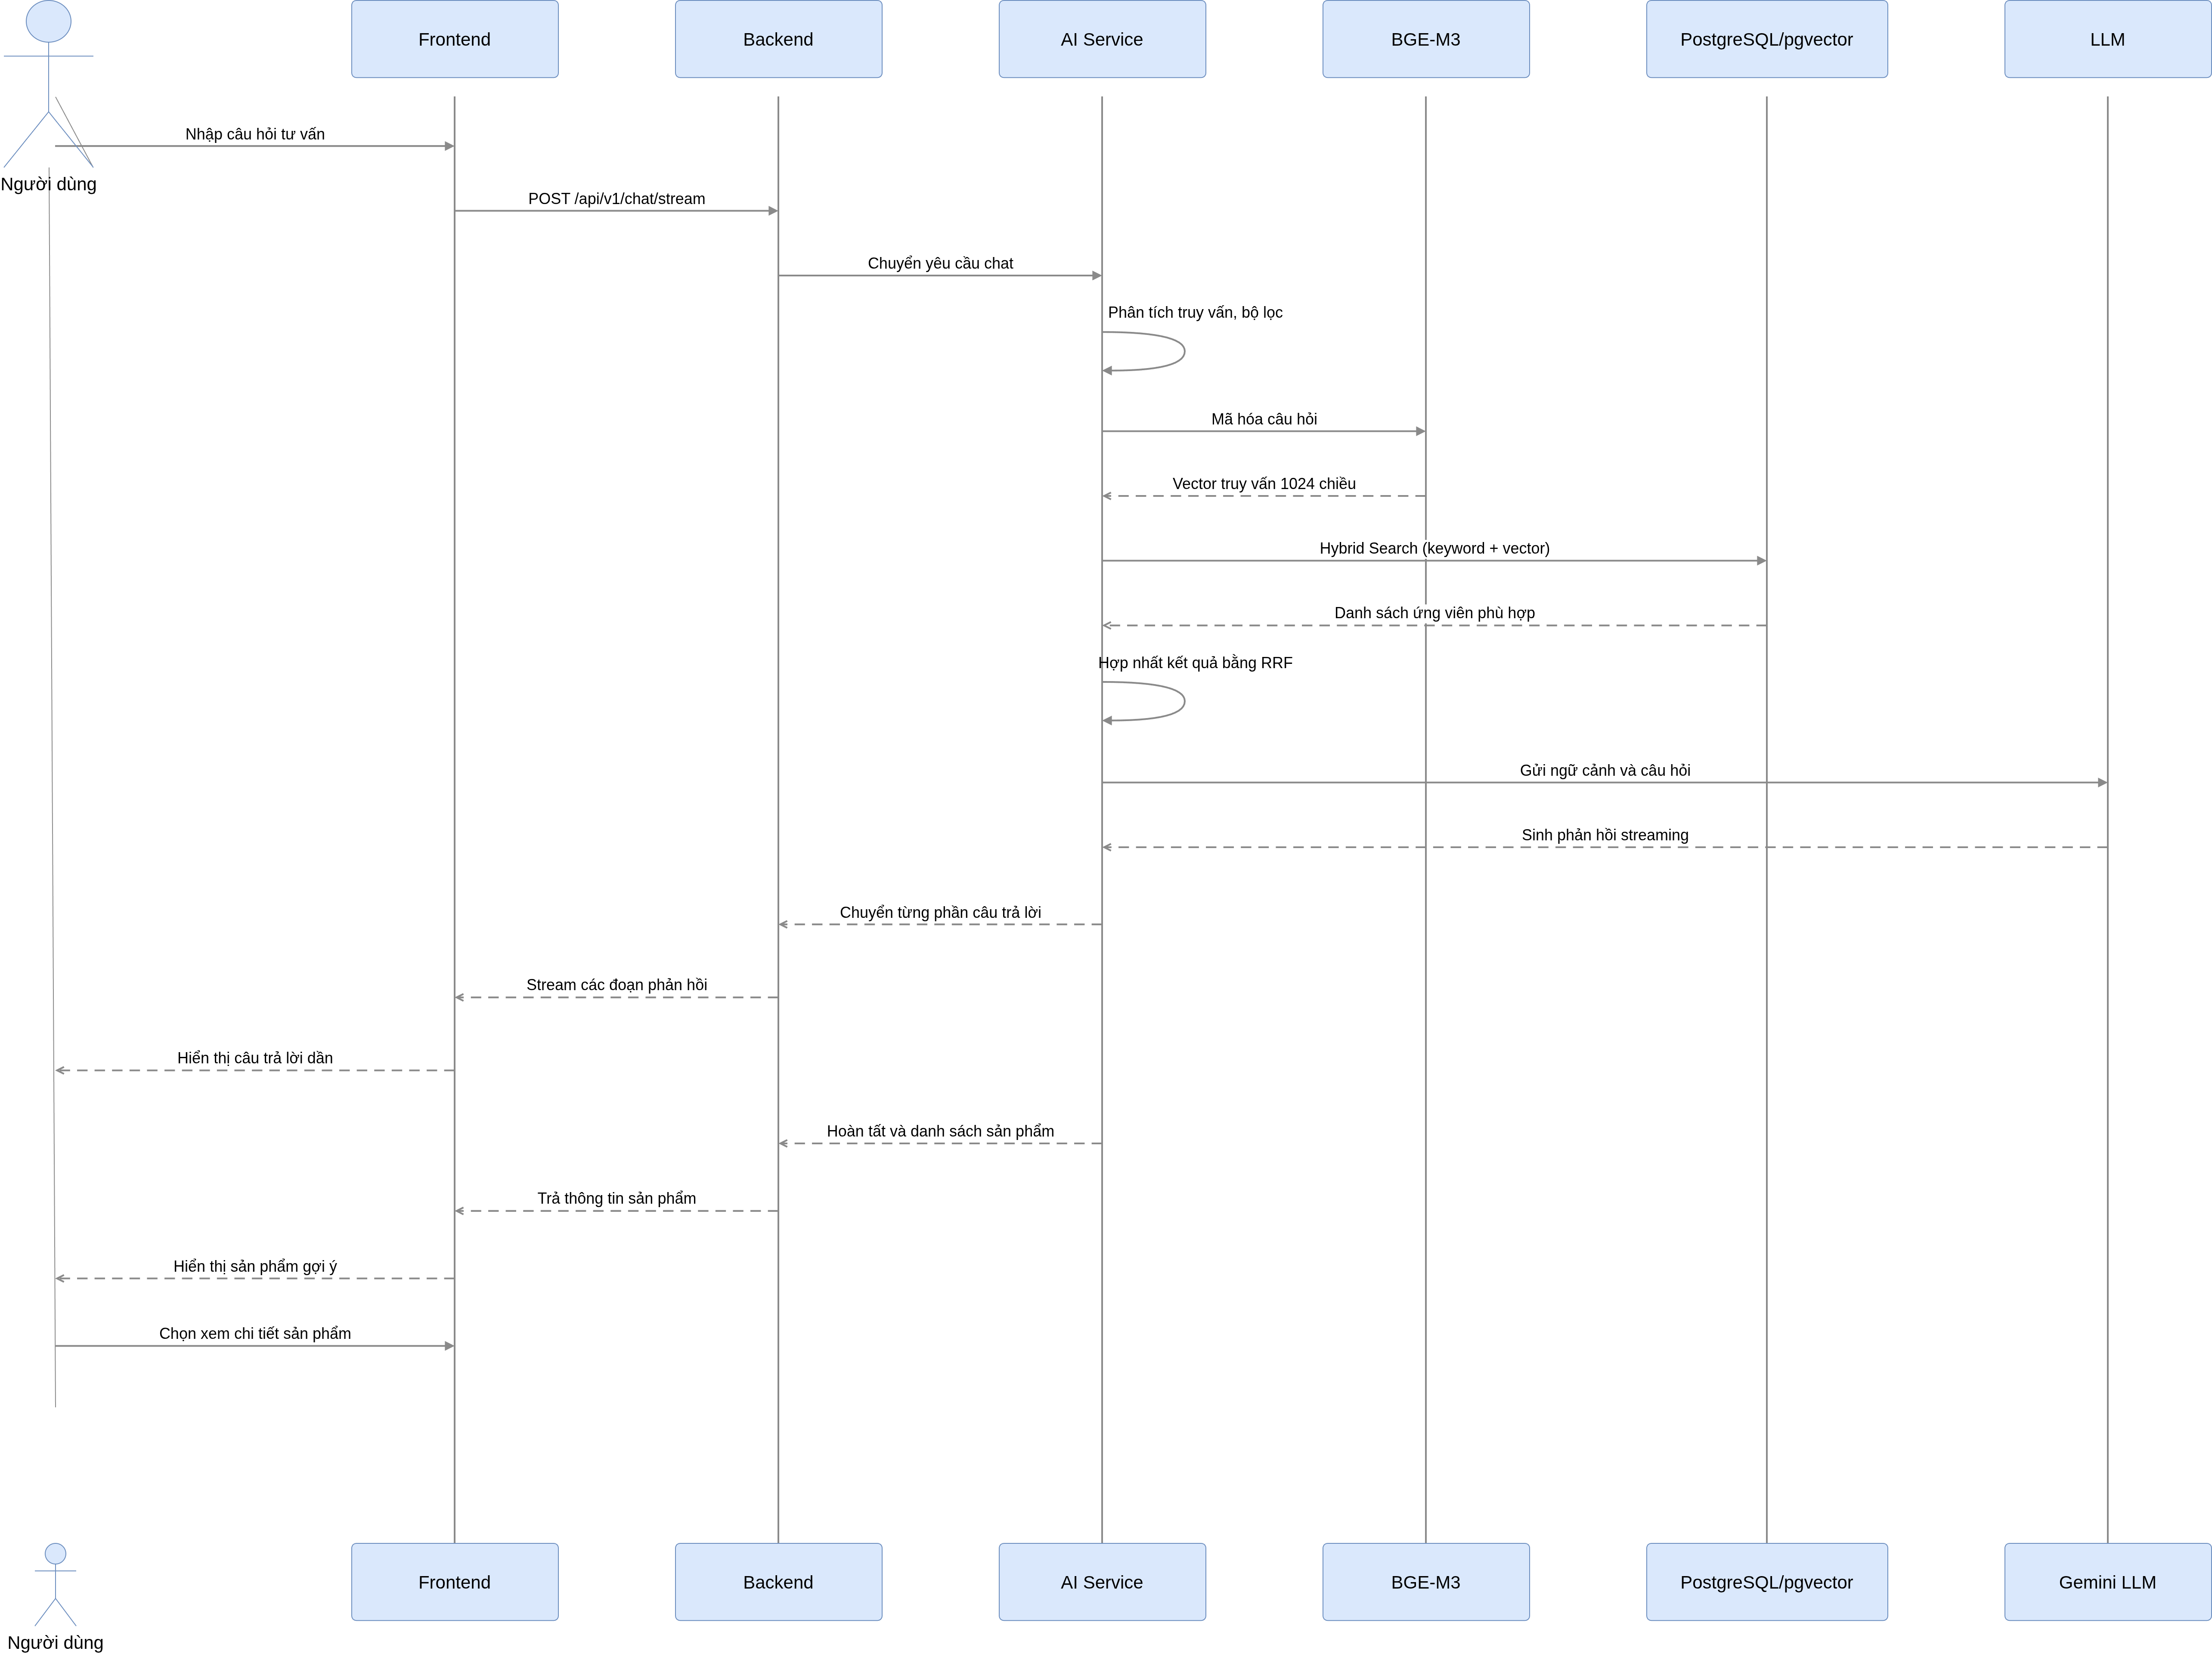 Frontend
Backend
AI Service
BGE-M3
PostgreSQL/pgvector
LLM
Nhập câu hỏi tư vấn
Người dùng
POST /api/v1/chat/stream
Chuyển yêu cầu chat
Phân tích truy vấn, bộ lọc
Mã hóa câu hỏi
Vector truy vấn 1024 chiều
Hybrid Search (keyword + vector)
Danh sách ứng viên phù hợp
Hợp nhất kết quả bằng RRF
Gửi ngữ cảnh và câu hỏi
Sinh phản hồi streaming
Chuyển từng phần câu trả lời
Stream các đoạn phản hồi
Hiển thị câu trả lời dần
Hoàn tất và danh sách sản phẩm
Trả thông tin sản phẩm
Hiển thị sản phẩm gợi ý
Chọn xem chi tiết sản phẩm
Frontend
Backend
AI Service
BGE-M3
PostgreSQL/pgvector
Gemini LLM
Người dùng